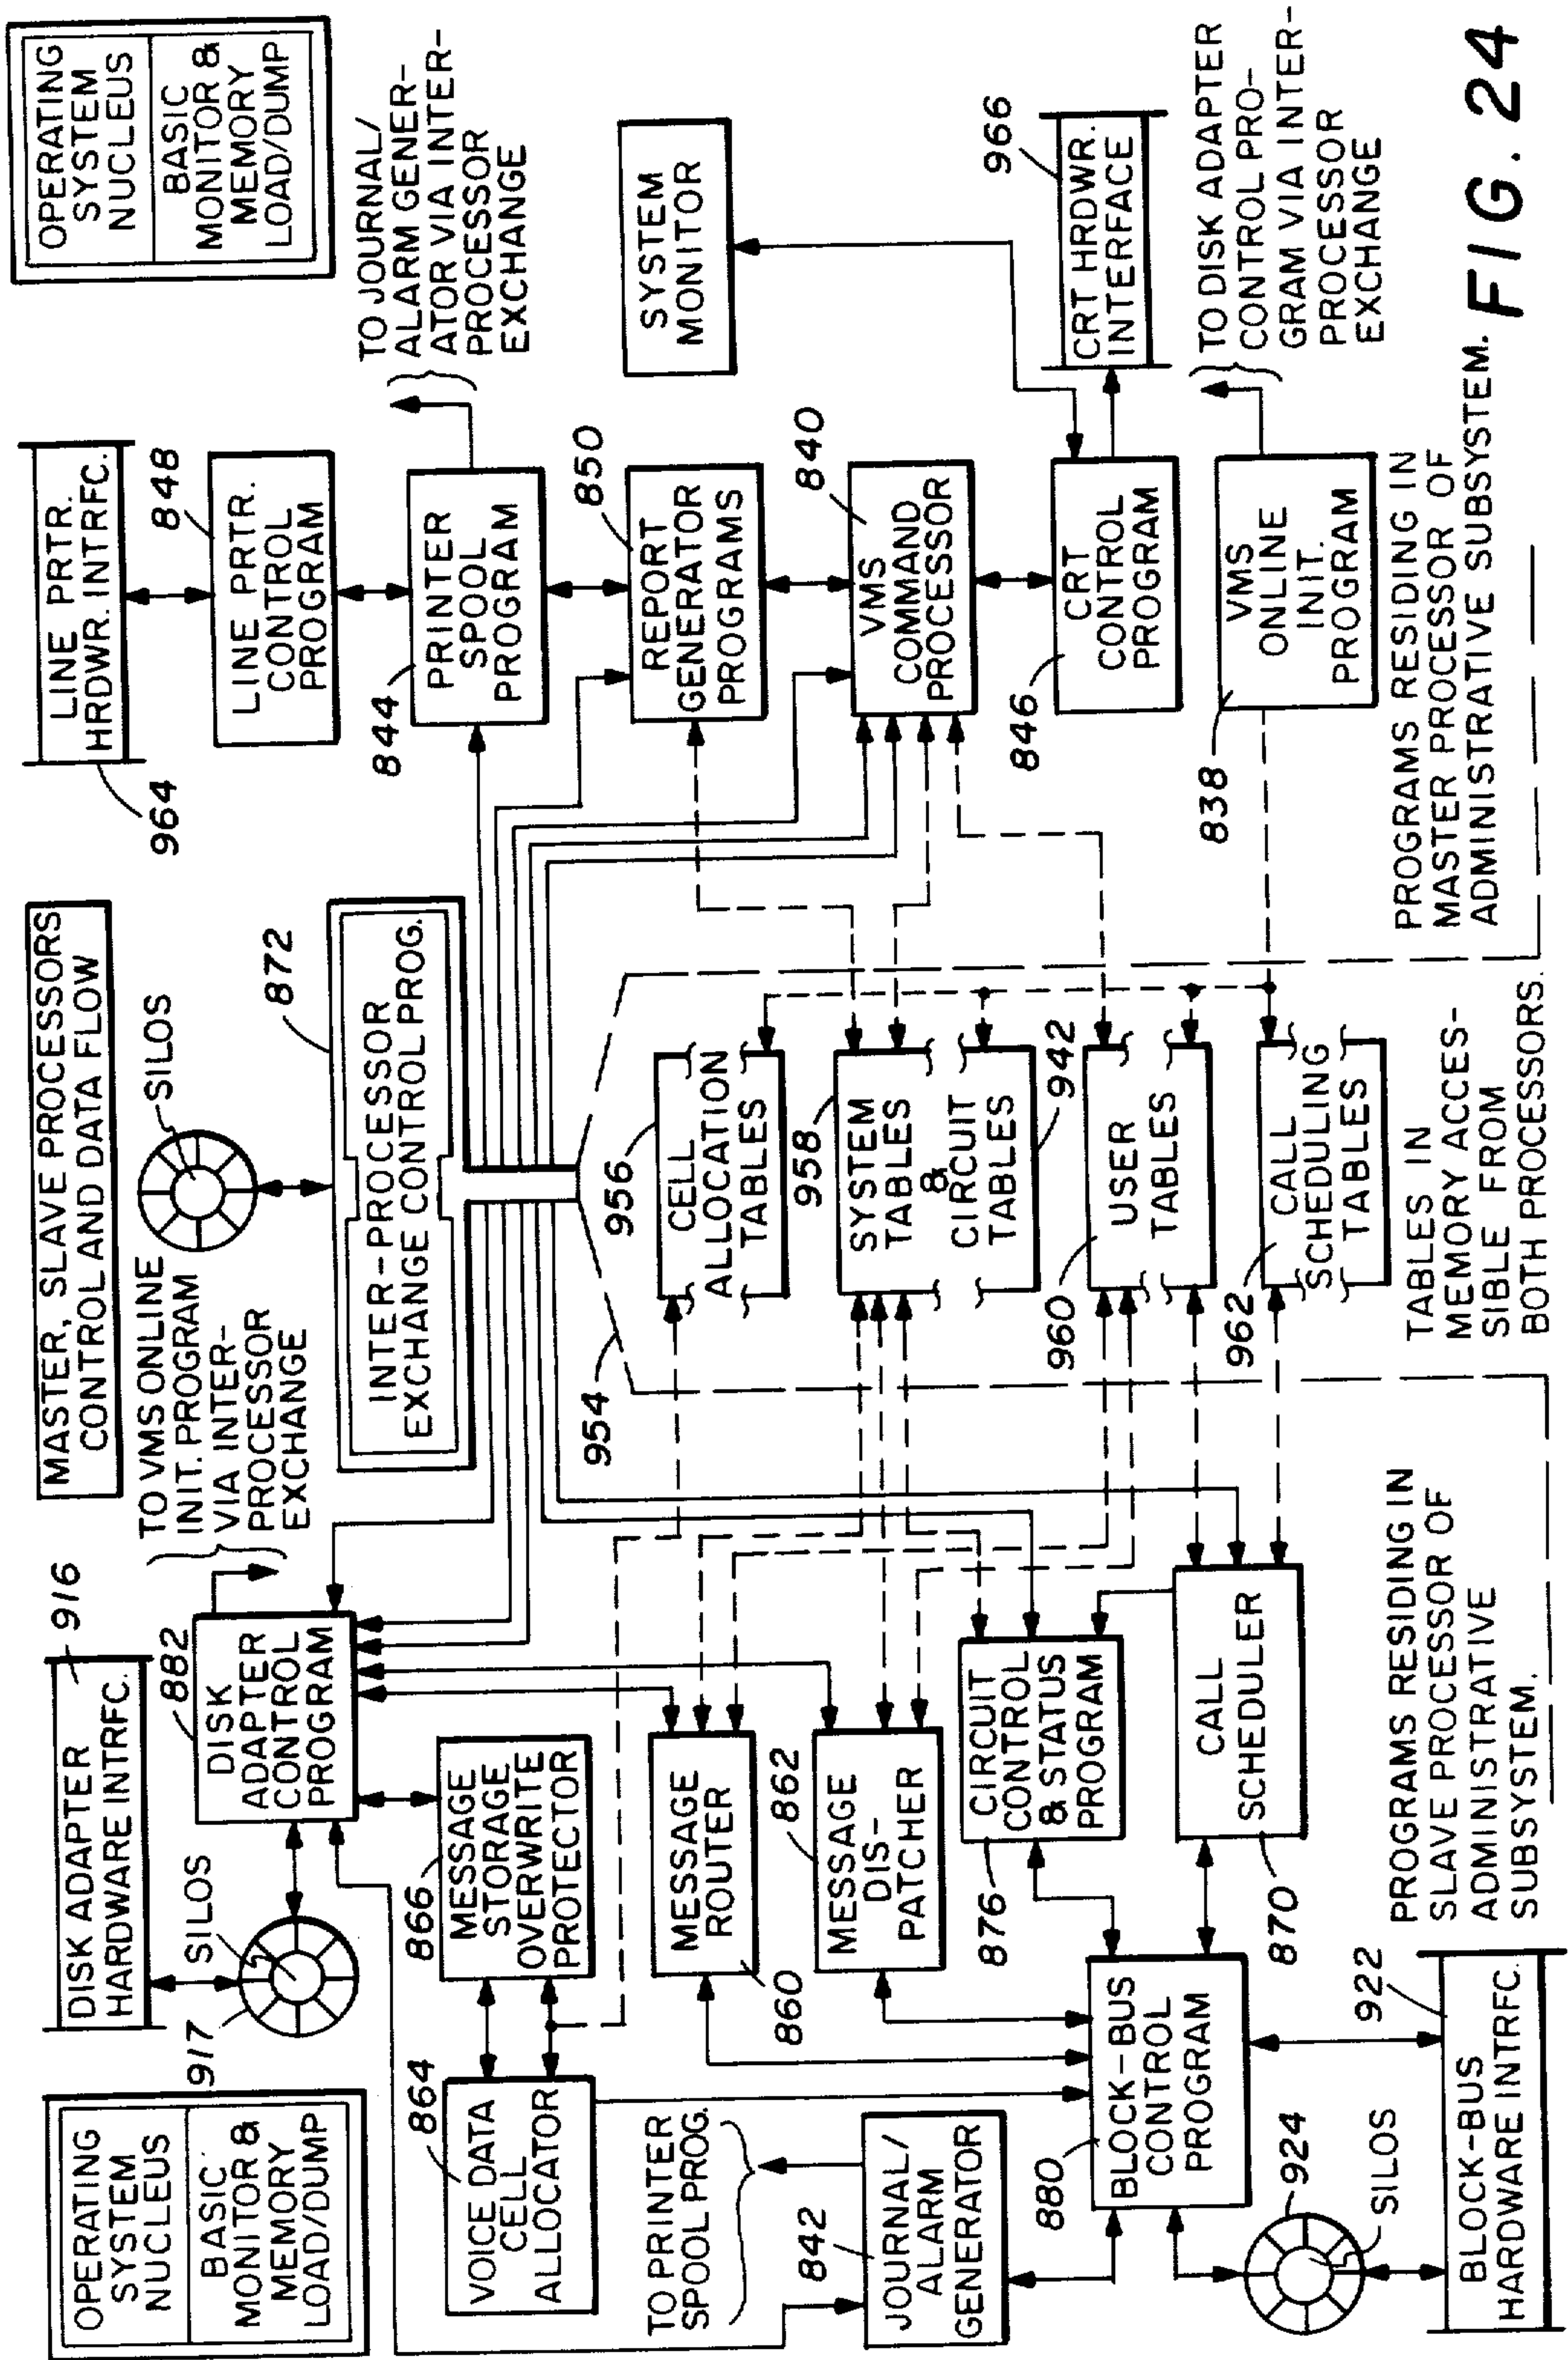 MASTER, SLAVE PROCESSORS
CONTROL AND DATA FLOW
OPERATING
SYSTEM
NUCLEUS
BASIC
MONITOR &
MEMORY
LOAD/DUMP
917
DISK ADAPTER
HARDWARE INTRFC.
916
SILOS
882
DISK
ADAPTER
CONTROL
PROGRAM
TO VMS ONLINE
INIT. PROGRAM
VIA INTER-
PROCESSOR
EXCHANGE
SILOS
872
INTER-PROCESSOR
EXCHANGE CONTROL PROG.
964
LINE PRTR.
HRDWR. INTRFC.
848
LINE PRTR.
CONTROL
PROGRAM
OPERATING
SYSTEM
NUCLEUS
BASIC
MONITOR &
MEMORY
LOAD/DUMP
844
PRINTER
SPOOL
PROGRAM
TO JOURNAL/
ALARM GENER-
ATOR VIA INTER-
PROCESSOR
EXCHANGE
864
VOICE DATA
CELL
ALLOCATOR
866
MESSAGE
STORAGE
OVERWRITE
PROTECTOR
954
850
REPORT
GENERATOR
PROGRAMS
SYSTEM
MONITOR
TO PRINTER
SPOOL PROG.
MESSAGE
ROUTER
860
956
CELL
ALLOCATION
TABLES
842
JOURNAL/
ALARM
GENERATOR
862
MESSAGE
DIS-
PATCHER
958
SYSTEM
TABLES
&
CIRCUIT
TABLES
942
840
VMS
COMMAND
PROCESSOR
CIRCUIT
CONTROL
& STATUS
PROGRAM
876
846
CRT
CONTROL
PROGRAM
966
CRT HRDWR.
INTERFACE
880
BLOCK-BUS
CONTROL
PROGRAM
960
USER
TABLES
CALL
SCHEDULER
870
962
CALL
SCHEDULING
TABLES
838
VMS
ONLINE
INIT.
PROGRAM
TO DISK ADAPTER
CONTROL PRO-
GRAM VIA INTER-
PROCESSOR
EXCHANGE
924
SILOS
922
BLOCK-BUS
HARDWARE INTRFC.
PROGRAMS RESIDING IN
SLAVE PROCESSOR OF
ADMINISTRATIVE
SUBSYSTEM.
TABLES IN
MEMORY ACCES-
SIBLE FROM
BOTH PROCESSORS.
PROGRAMS RESIDING IN
MASTER PROCESSOR OF
ADMINISTRATIVE SUBSYSTEM.
FIG. 24